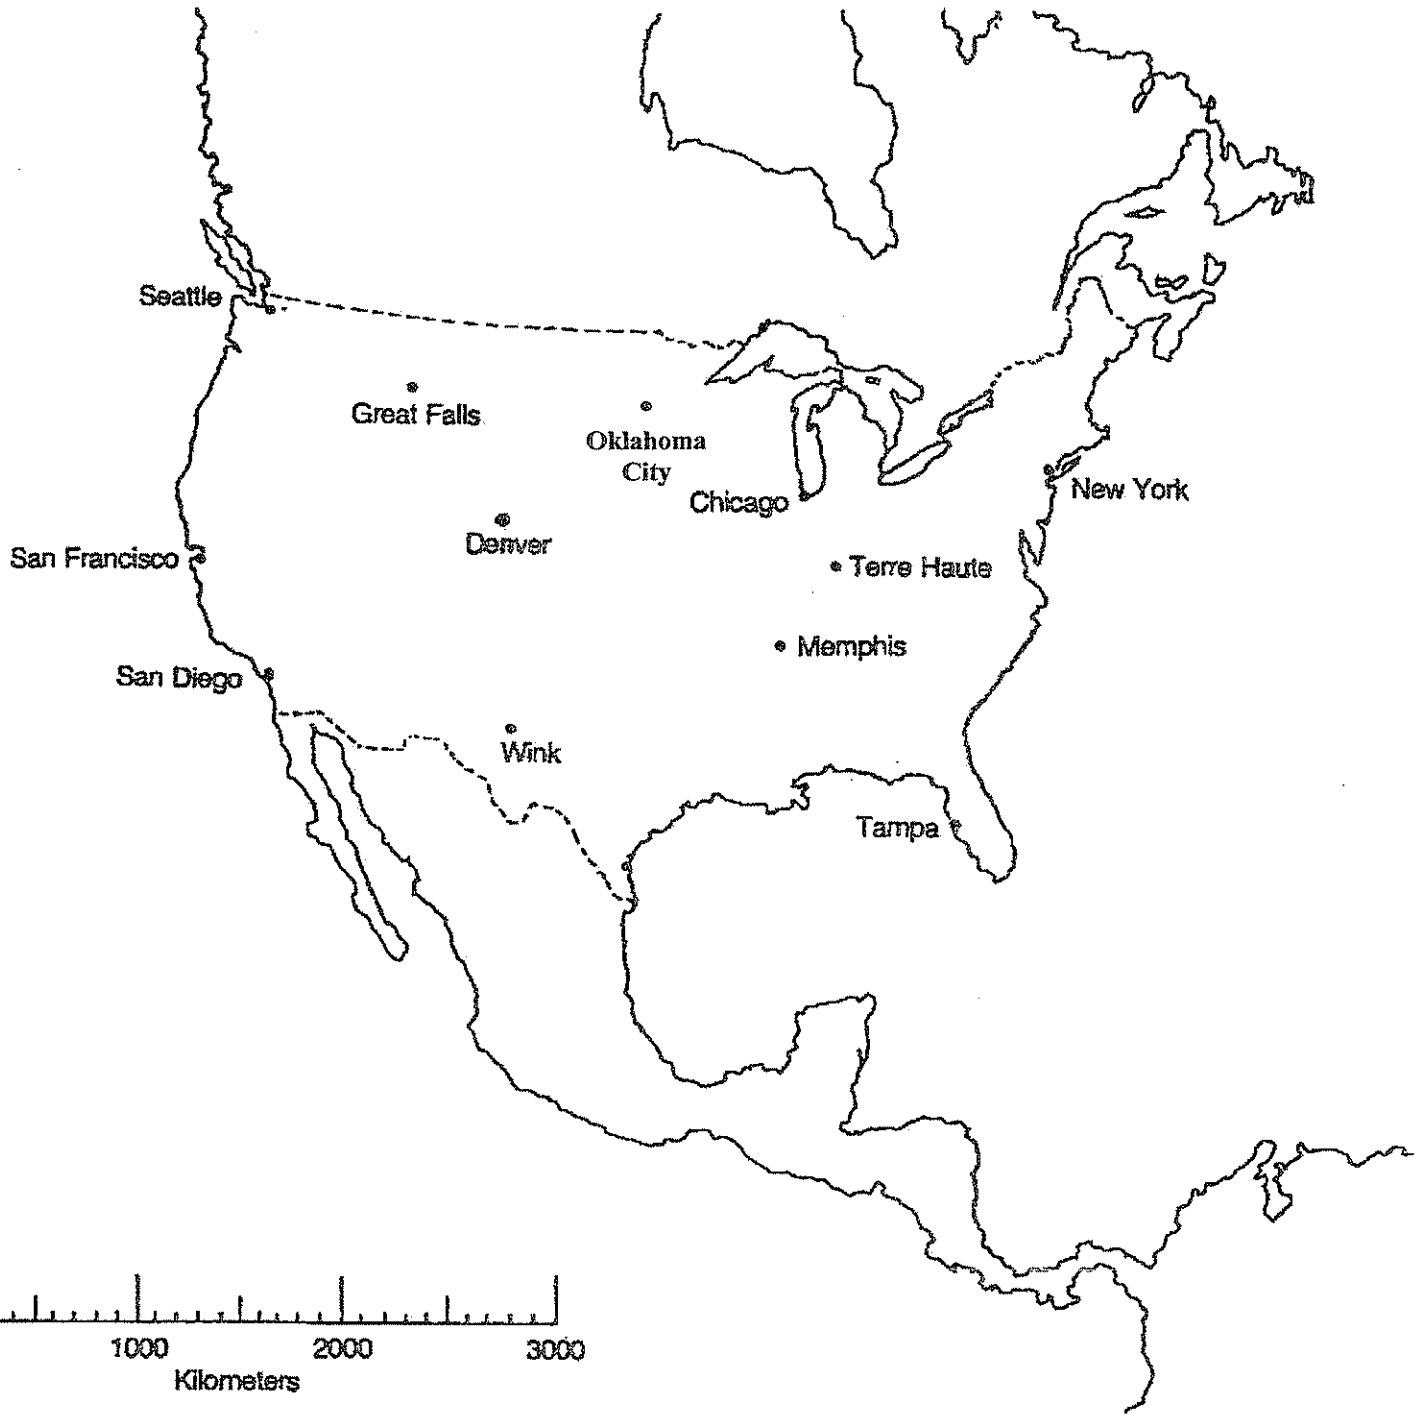 Seattle
Great Falls
Oklahoma
City
Chicago
New York
Denver
San Francisco
Terre Haute
Memphis
San Diego
Wink
Tampa
1000 2000 3000
Kilometers